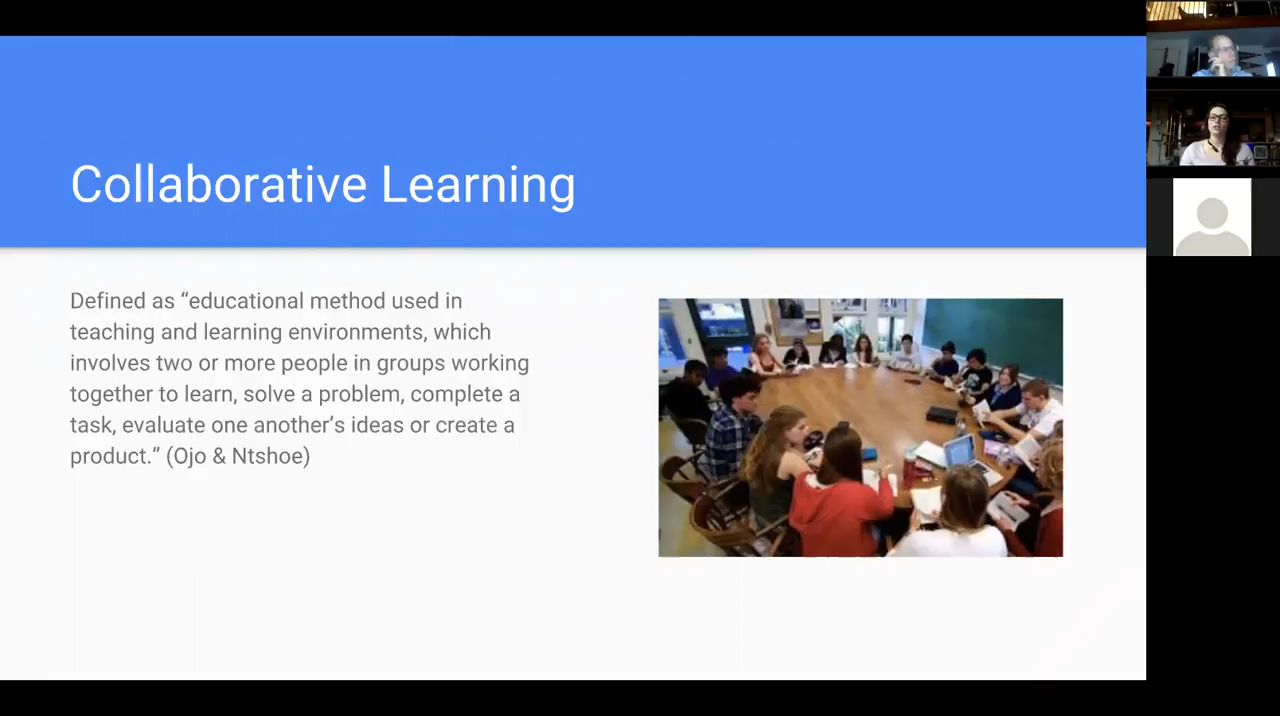 Collaborative Learning
Defined as “educational method used in
teaching and learning environments, which
involves two or more people in groups working
together to learn, solve a problem, complete a
task, evaluate one another’s ideas or create a
product.” (Ojo & Ntshoe)